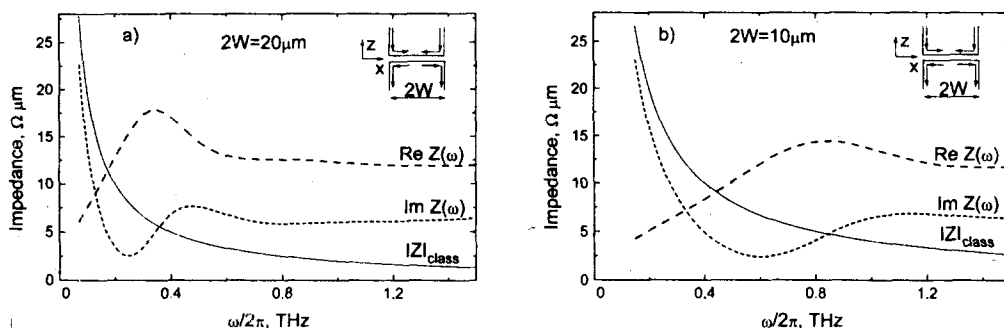 a)
2W=20μm
z
x
2W
Impedance, Ω μm
25
20
15
10
5
0
Re Z(ω)
Im Z(ω)
|Z|class
0
0.4
0.8
1.2
ω/2π, THz
b)
2W=10μm
z
x
2W
Impedance, Ω μm
25
20
15
10
5
0
Re Z(ω)
Im Z(ω)
|Z|class
0
0.4
0.8
1.2
ω/2π, THz